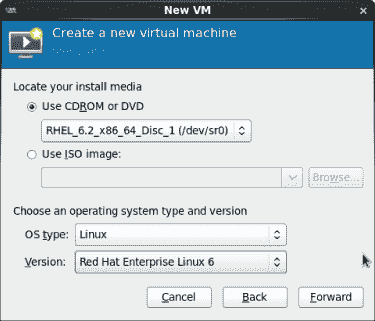 New VM
Create a new virtual machine
Locate your install media
Use CDROM or DVD
RHEL_6.2_x86_64_Disc_1 (/dev/sr0)
Use ISO image:
Browse...
Choose an operating system type and version
OS type: Linux
Version: Red Hat Enterprise Linux 6
Cancel Back Forward